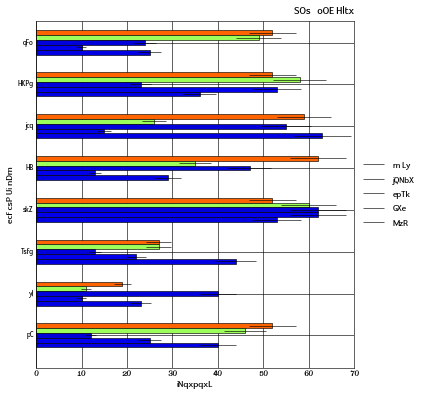 SOs oOE Hltx
qFo
HKPg
jcq
HB
skZ
Tsfg
yI
pC
ecf csP Ui nDm
0 10 20 30 40 50 60 70
iNqxpqxL
m Ly
jQNbX
epTk
GXe
MzR